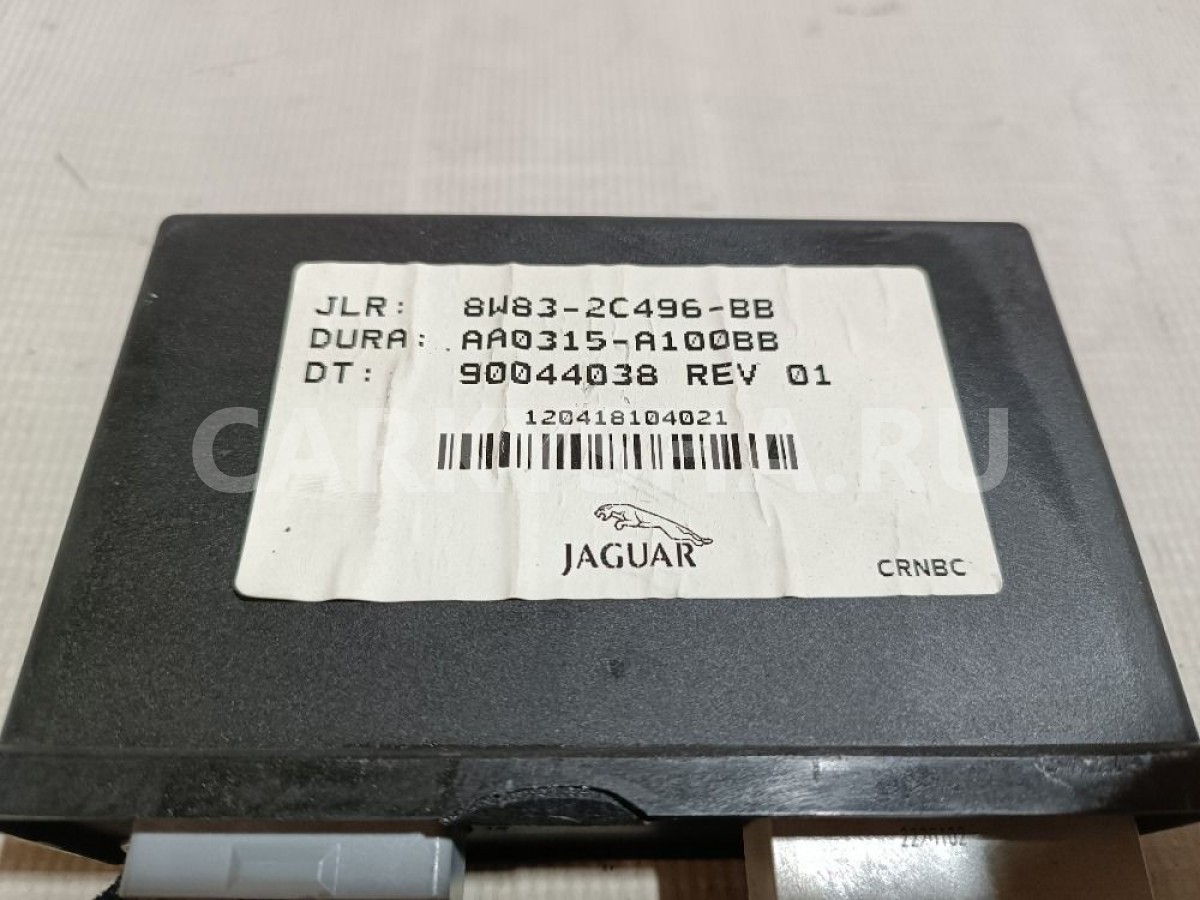 JLR: 8W83-2C496-BB
DURA: AA0315-A100BB
DT: 90044038 REV 01
120418104021
JAGUAR
CRNBC